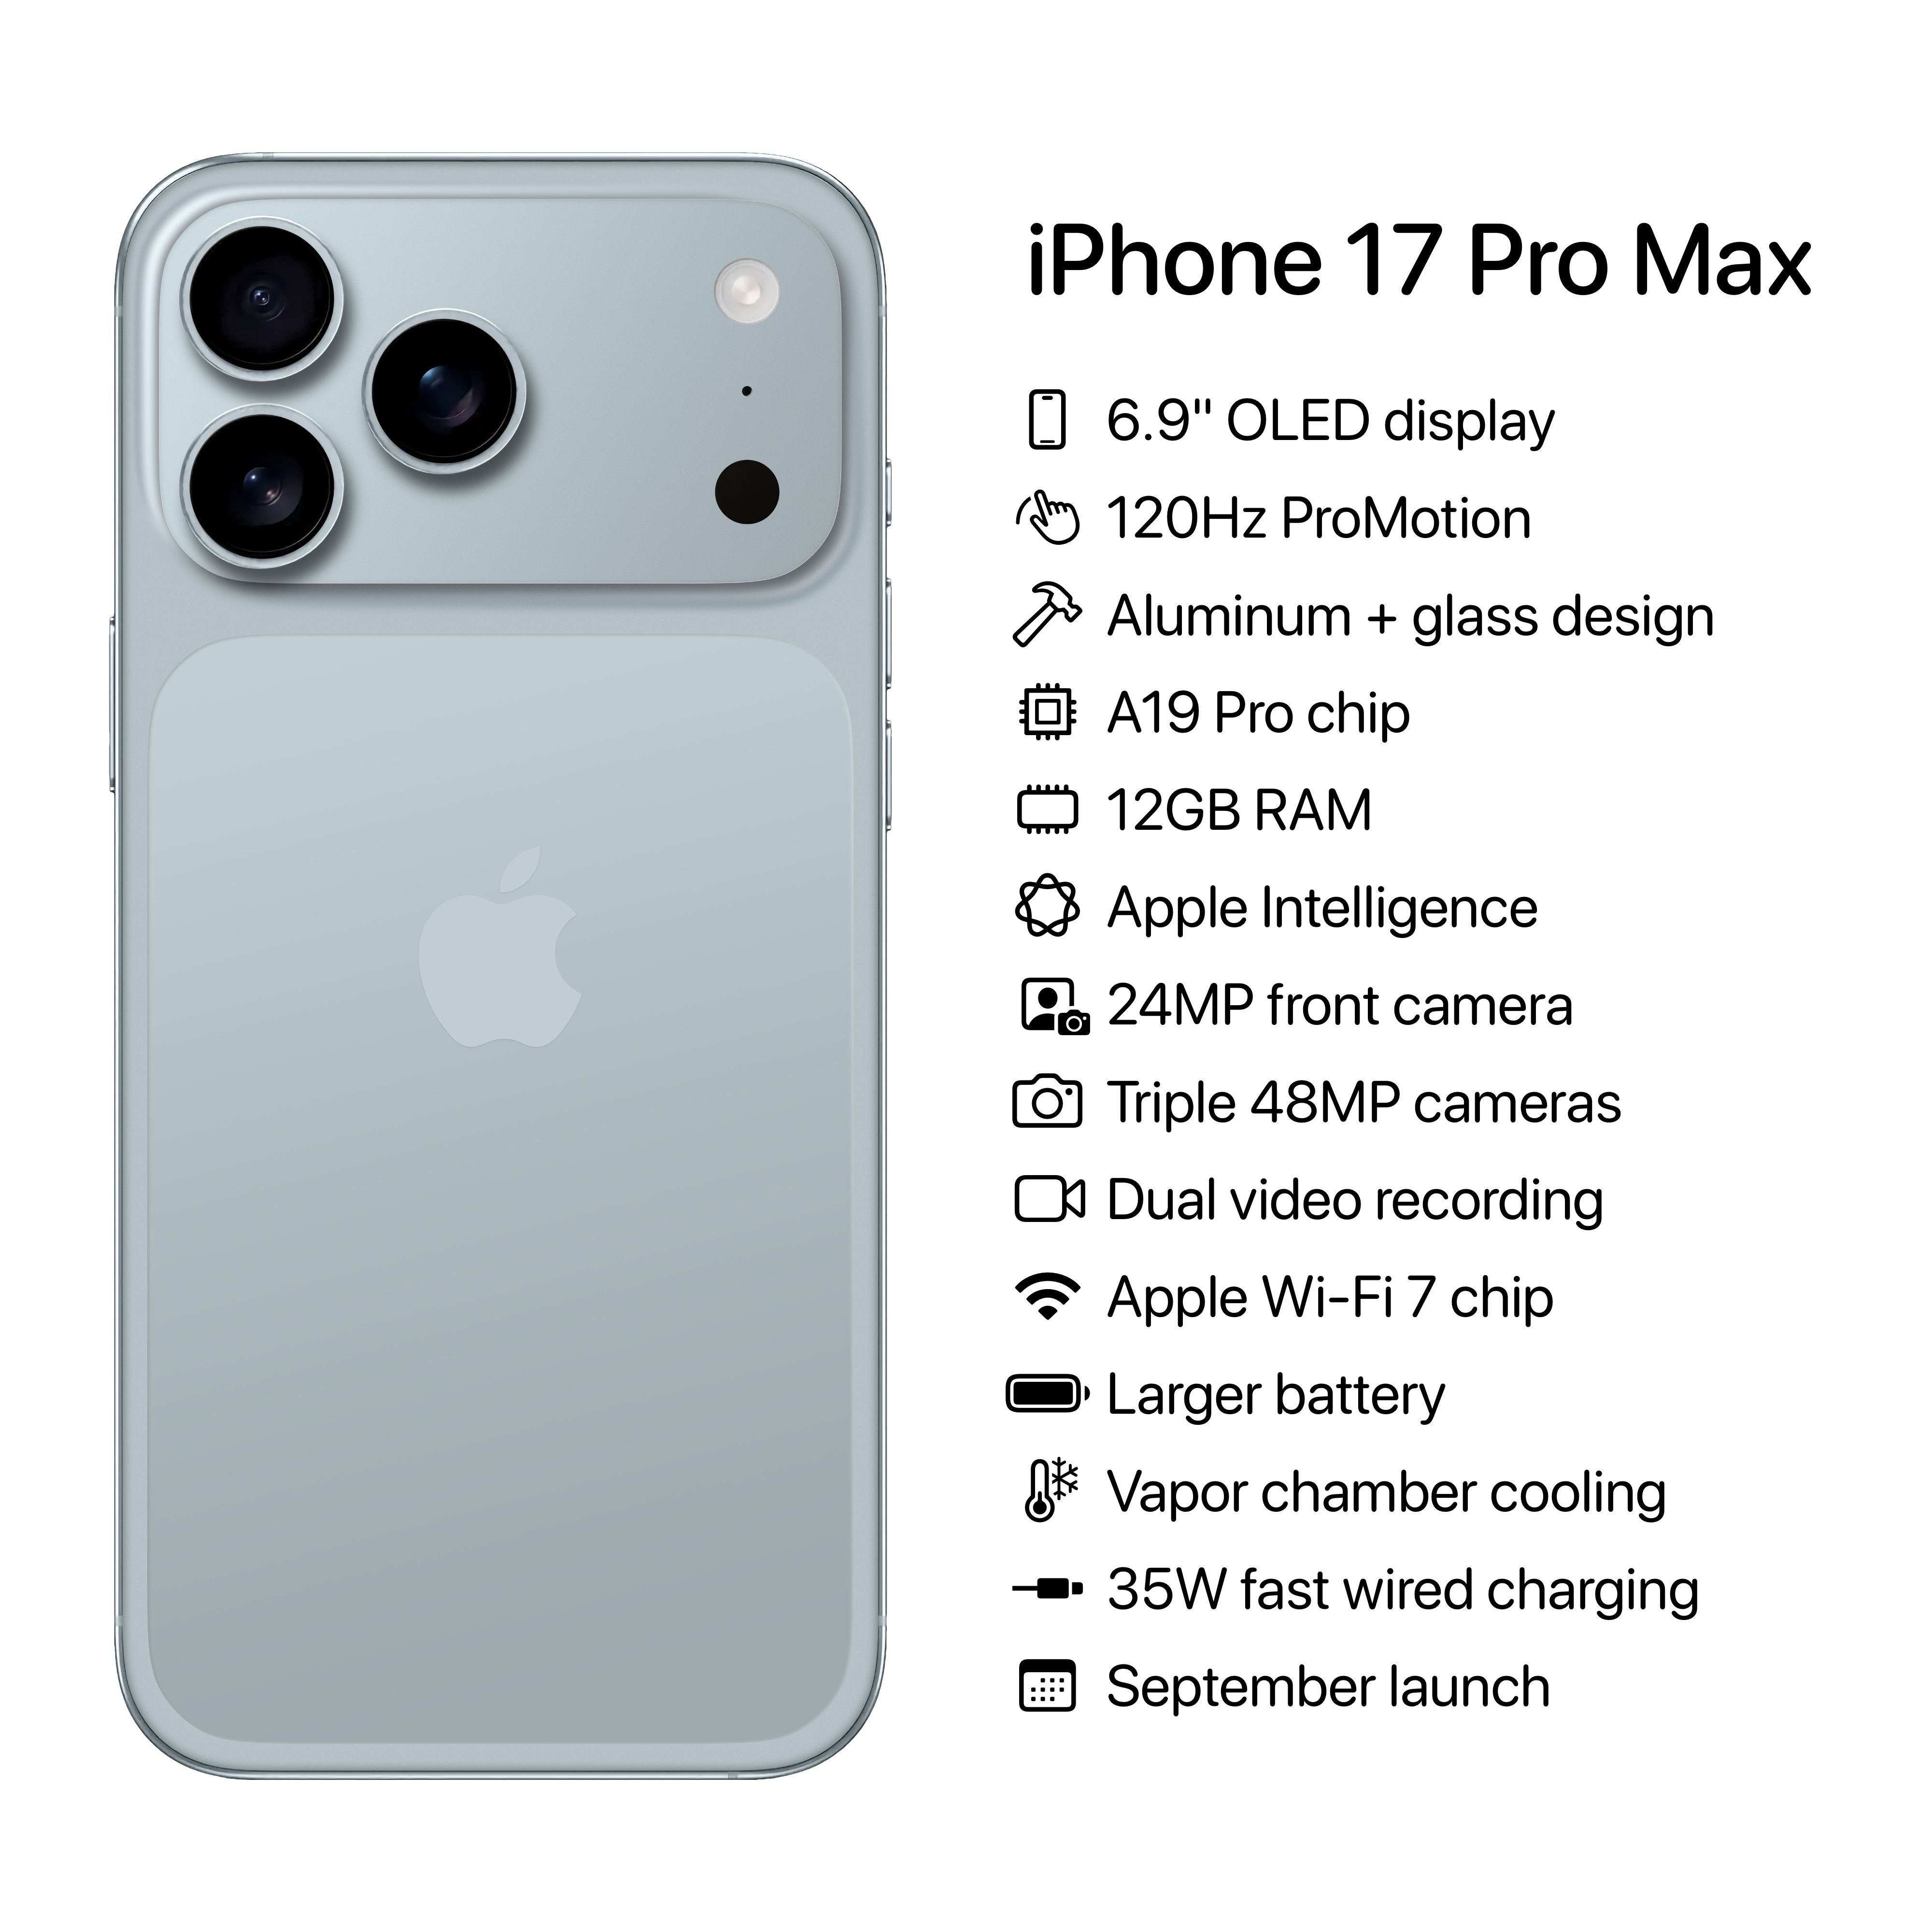 iPhone 17 Pro Max
6.9" OLED display
120Hz ProMotion
Aluminum + glass design
A19 Pro chip
12GB RAM
Apple Intelligence
24MP front camera
Triple 48MP cameras
Dual video recording
Apple Wi-Fi 7 chip
Larger battery
Vapor chamber cooling
35W fast wired charging
September launch